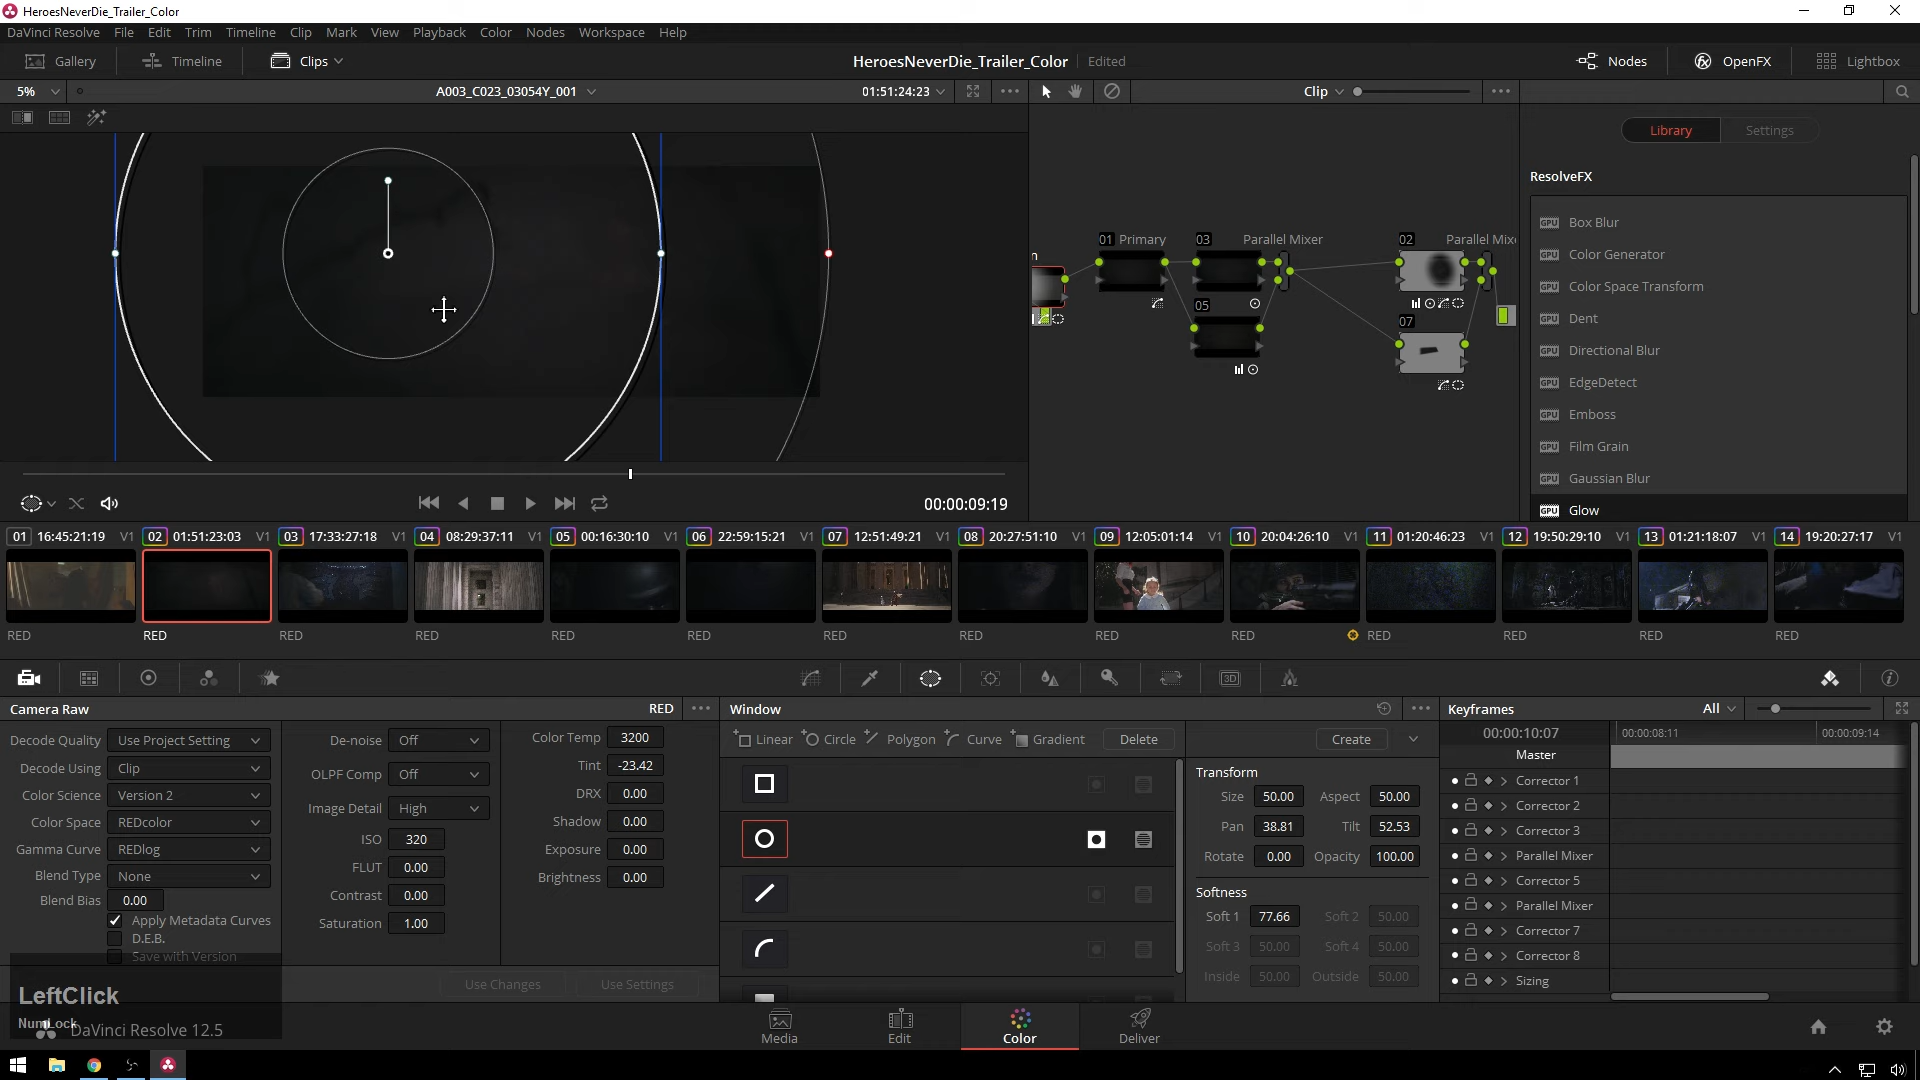 HeroesNeverDie_Trailer_Color
DaVinci Resolve File Edit Trim Timeline Clip Mark View Playback Color Nodes Workspace Help
Gallery Timeline Clips HeroesNeverDie_Trailer_Color Edited Nodes OpenFX Lightbox
5% A003_C023_03054Y_001 01:51:24:23 Clip
Library Settings
ResolveFX
Box Blur
Color Generator
Color Space Transform
Dent
Directional Blur
EdgeDetect
Emboss
Film Grain
Gaussian Blur
Glow
01 Primary 03 Parallel Mixer 02 Parallel Mix
05
07
00:00:09:19
01 16:45:21:19 V1 02 01:51:23:03 V1 03 17:33:27:18 V1 04 08:29:37:11 V1 05 00:16:30:10 V1 06 22:59:15:21 V1 07 12:51:49:21 V1 08 20:27:51:10 V1 09 12:05:01:14 V1 10 20:04:26:10 V1 11 01:20:46:23 V1 12 19:50:29:10 V1 13 01:21:18:07 V1 14 19:20:27:17 V1
RED RED RED RED RED RED RED RED RED RED RED RED RED RED
Camera Raw RED Window Keyframes All
Decode Quality Use Project Setting
Decode Using Clip
Color Science Version 2
Color Space REDcolor
Gamma Curve REDlog
Blend Type None
Blend Bias 0.00
Apply Metadata Curves
D.E.B.
Save with Version
De-noise Off
OLPF Comp Off
Image Detail High
ISO 320
FLUT 0.00
Contrast 0.00
Saturation 1.00
Color Temp 3200
Tint -23.42
DRX 0.00
Shadow 0.00
Exposure 0.00
Brightness 0.00
Use Changes Use Settings
Linear Circle Polygon Curve Gradient Delete
Create
Transform
Size 50.00 Aspect 50.00
Pan 38.81 Tilt 52.53
Rotate 0.00 Opacity 100.00
Softness
Soft 1 77.66 Soft 2 50.00
Soft 3 50.00 Soft 4 50.00
Inside 50.00 Outside 50.00
00:00:10:07 00:00:08:11 00:00:09:14
Master
Corrector 1
Corrector 2
Corrector 3
Parallel Mixer
Corrector 5
Parallel Mixer
Corrector 7
Corrector 8
Sizing
LeftClick
NumLock
DaVinci Resolve 12.5
Media Edit Color Deliver